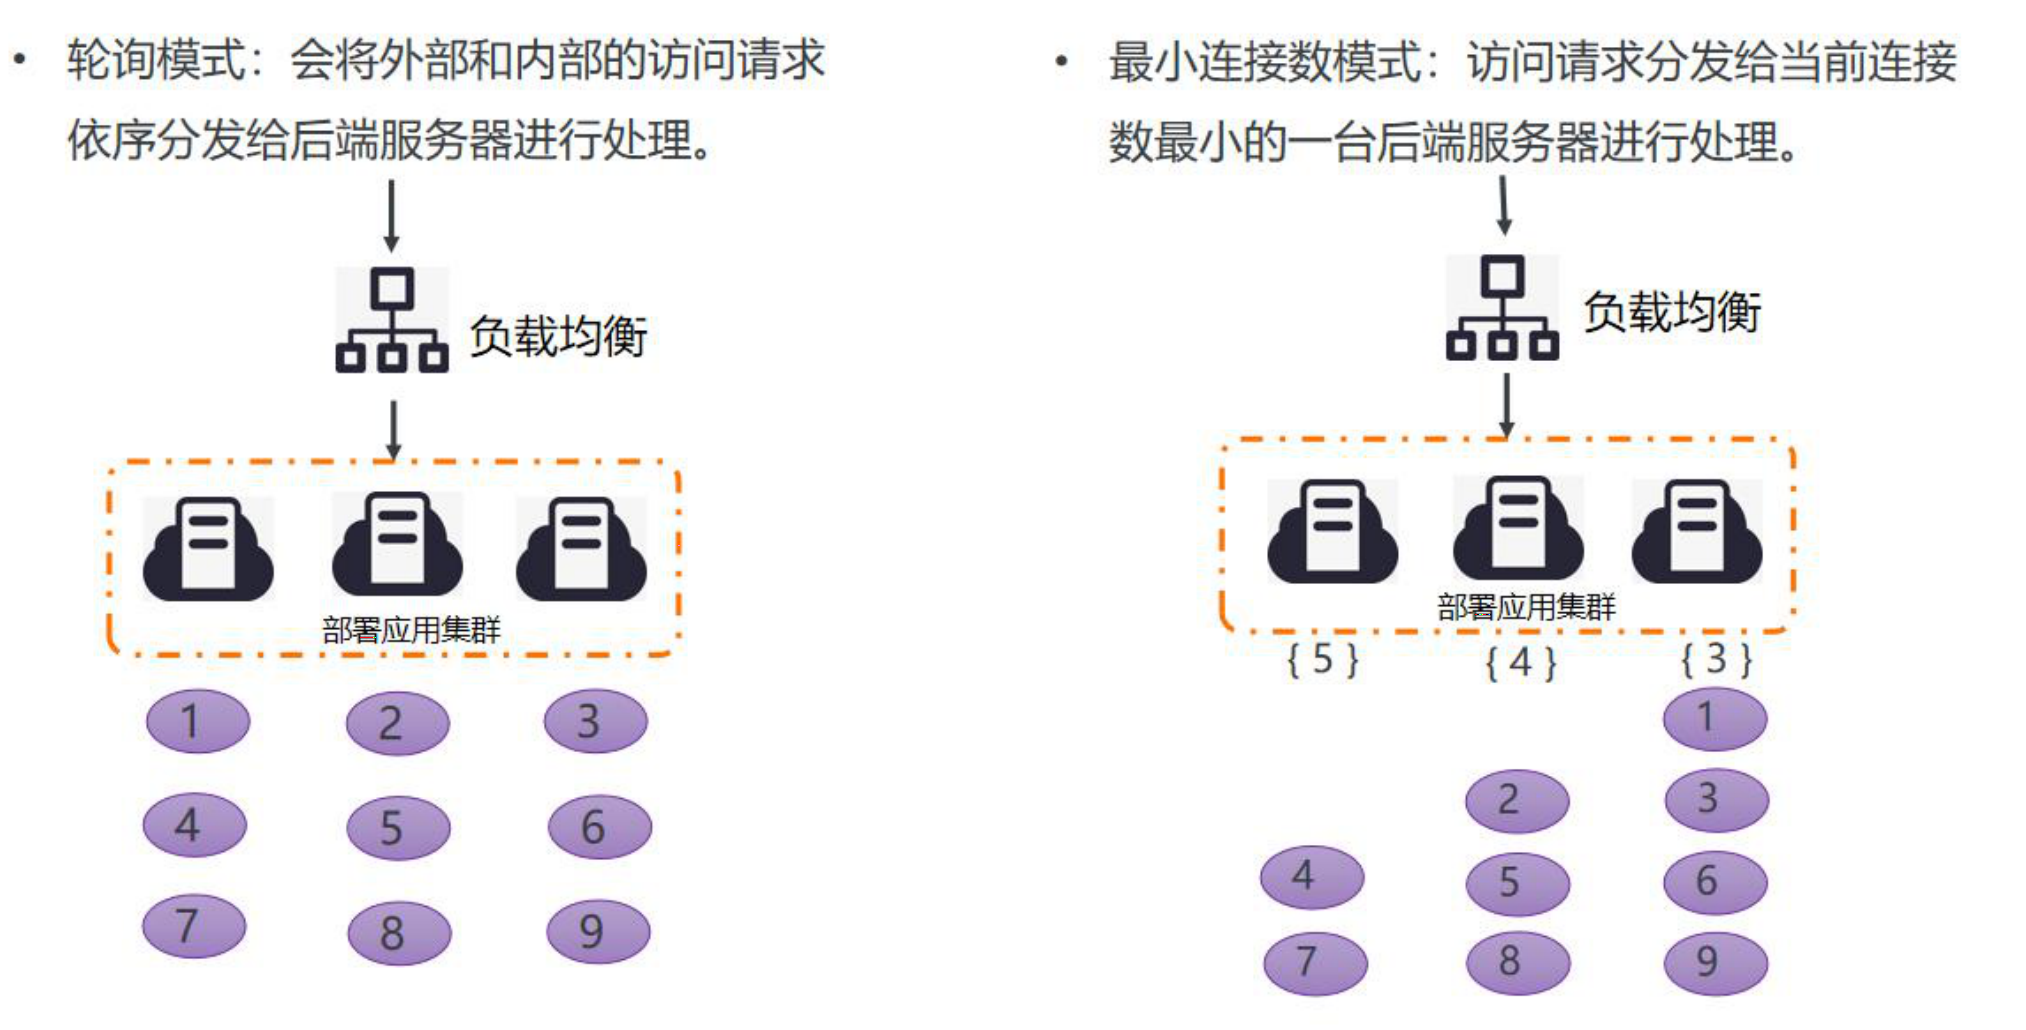 • 轮询模式：会将外部和内部的访问请求
依序分发给后端服务器进行处理。
负载均衡
部署应用集群
1 2 3
4 5 6
7 8 9
• 最小连接数模式：访问请求分发给当前连接
数最小的一台后端服务器进行处理。
负载均衡
部署应用集群
{ 5 } { 4 } { 3 }
1
2 3
4 5 6
7 8 9